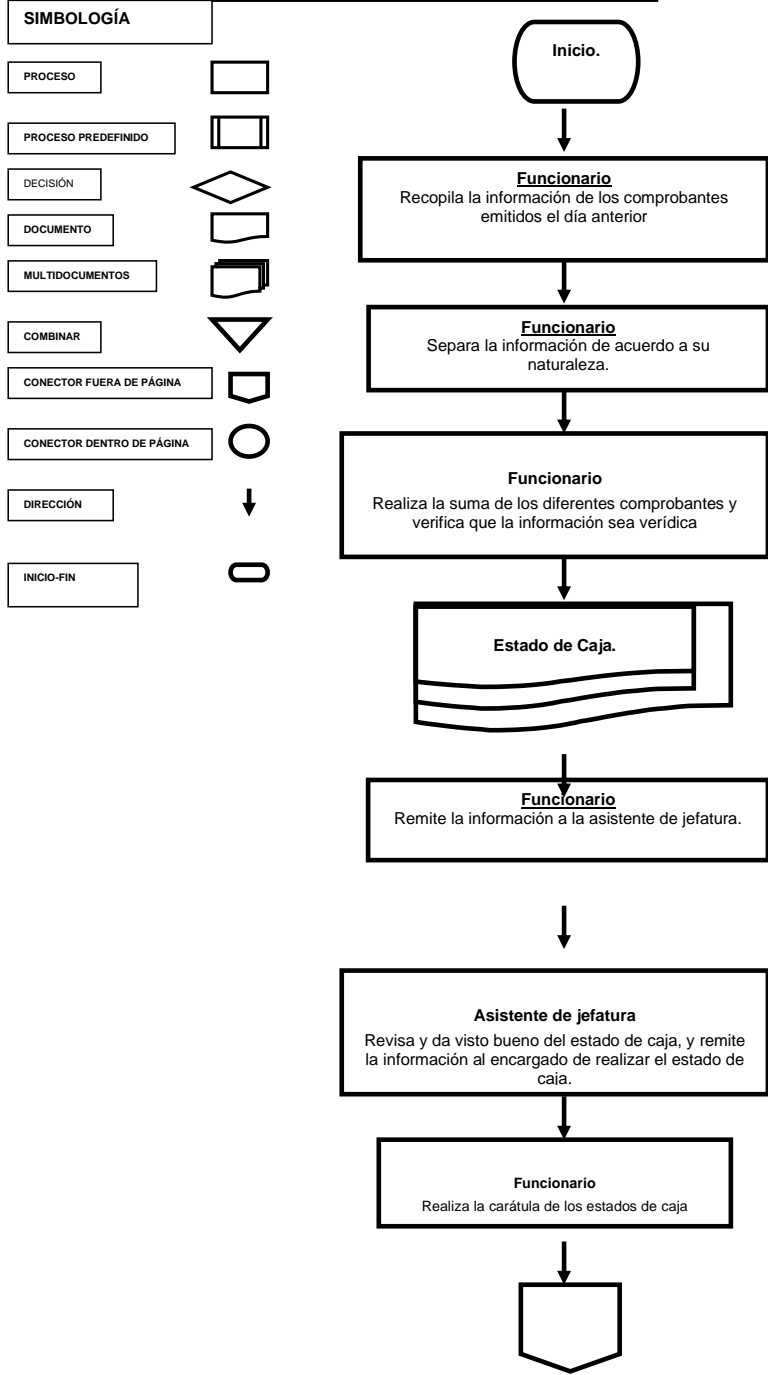 SIMBOLOGÍA
PROCESO
PROCESO PREDEFINIDO
DECISIÓN
DOCUMENTO
MULTIDOCUMENTOS
COMBINAR
CONECTOR FUERA DE PÁGINA
CONECTOR DENTRO DE PÁGINA
DIRECCIÓN
INICIO-FIN
Inicio.
Funcionario
Recopila la información de los comprobantes
emitidos el día anterior
Funcionario
Separa la información de acuerdo a su
naturaleza.
Funcionario
Realiza la suma de los diferentes comprobantes y
verifica que la información sea verídica
Estado de Caja.
Funcionario
Remite la información a la asistente de jefatura.
Asistente de jefatura
Revisa y da visto bueno del estado de caja, y remite
la información al encargado de realizar el estado de
caja.
Funcionario
Realiza la carátula de los estados de caja